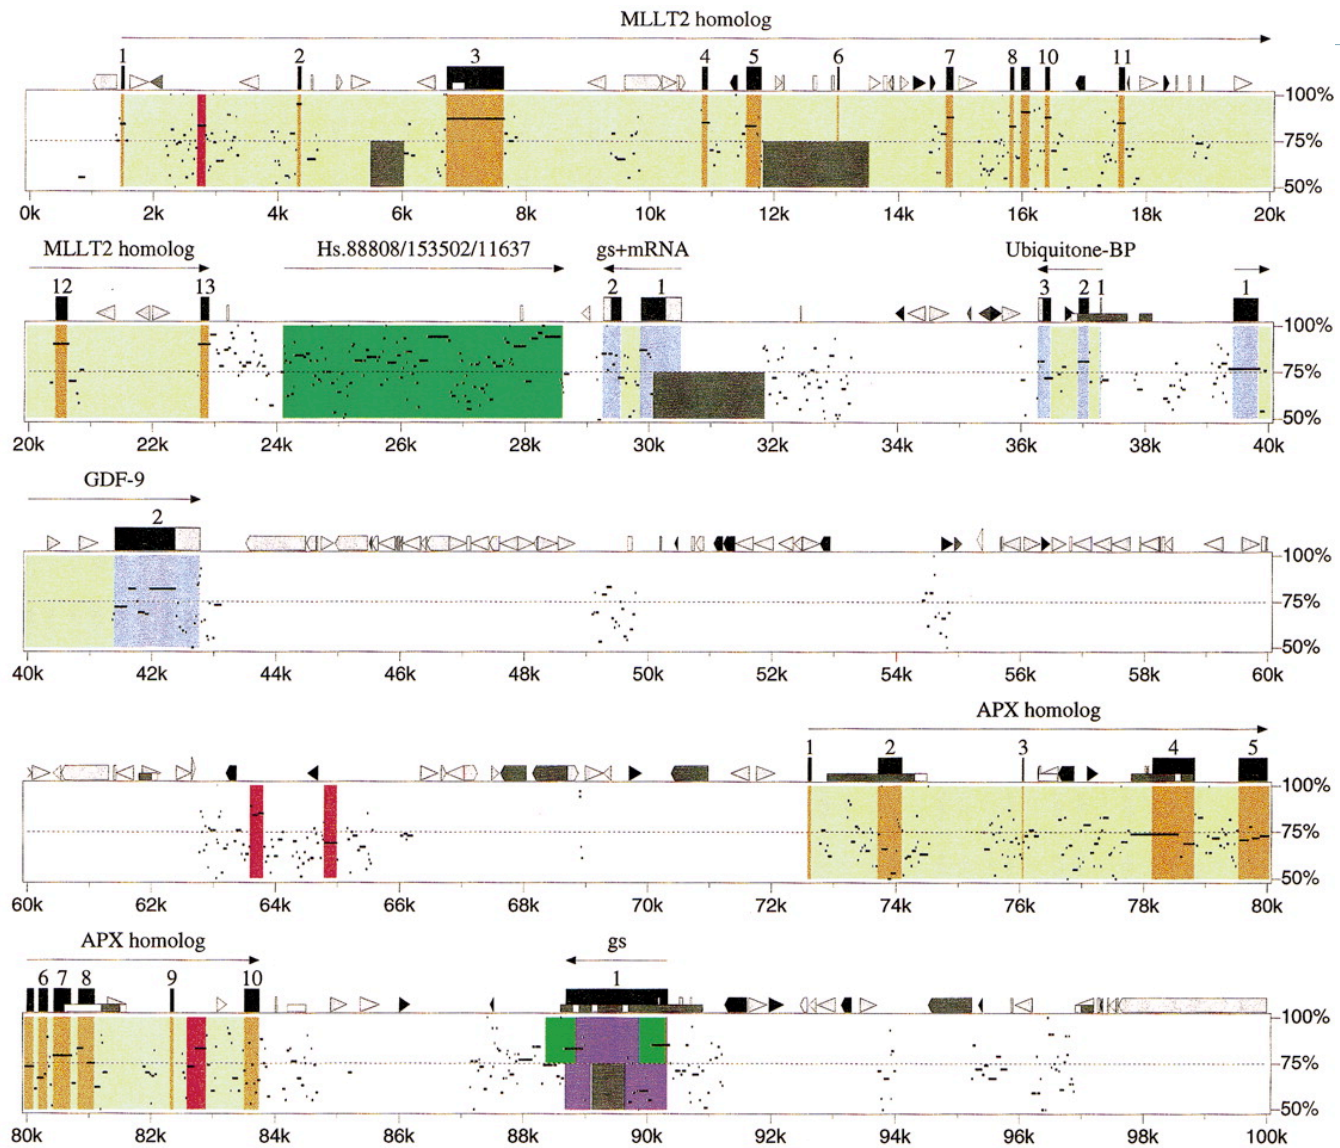 MLLT2 homolog
1 2 3 4 5 6 7 8 10 11
100%
75%
50%
0k 2k 4k 6k 8k 10k 12k 14k 16k 18k 20k
MLLT2 homolog Hs.88808/153502/11637 gs+mRNA Ubiquitone-BP
12 13 2 1 3 2 1 1
100%
75%
50%
20k 22k 24k 26k 28k 30k 32k 34k 36k 38k 40k
GDF-9
2
100%
75%
50%
40k 42k 44k 46k 48k 50k 52k 54k 56k 58k 60k
APX homolog
1 2 3 4 5
100%
75%
50%
60k 62k 64k 66k 68k 70k 72k 74k 76k 78k 80k
APX homolog gs
6 7 8 9 10 1
100%
75%
50%
80k 82k 84k 86k 88k 90k 92k 94k 96k 98k 100k